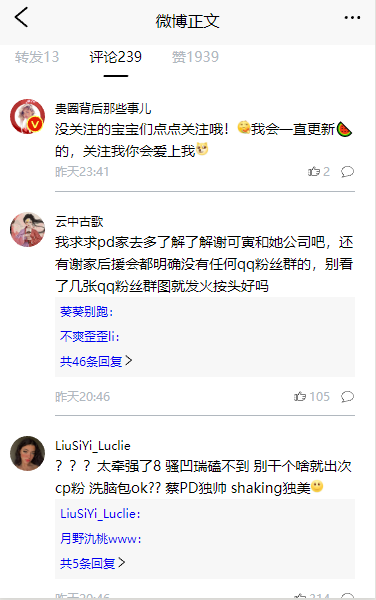 微博正文
转发13 评论239 赞1939
贵圈背后那些事儿
没关注的宝宝们点点关注哦！我会一直更新
的，关注我你会爱上我
昨天23:41 2
云中古歌
我求求pd家去多了解了解谢可寅和她公司吧，还
有谢家后援会都明确没有任何qq粉丝群的，别看
了几张qq粉丝群图就发火按头好吗
葵葵别跑：
不爽歪歪li：
共46条回复
昨天20:46 105
LiuSiYi_Luclie
？？？太牵强了8 骚凹瑞磕不到 别干个啥就出次
cp粉 洗脑包ok?? 蔡PD独帅 shaking独美
LiuSiYi_Luclie：
月野氿桃www：
共5条回复
昨天20:46 214